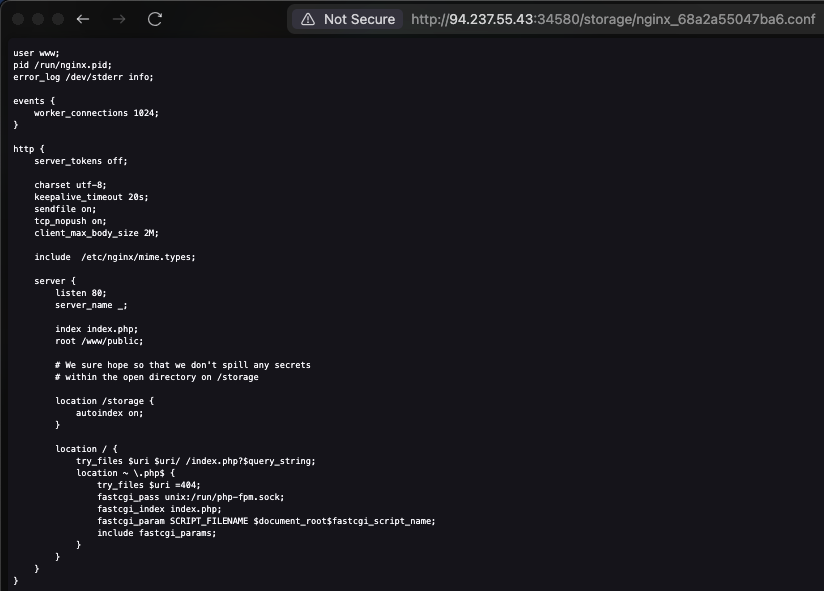 Not Secure http://94.237.55.43:34580/storage/nginx_68a2a55047ba6.conf
user www;
pid /run/nginx.pid;
error_log /dev/stderr info;
events {
    worker_connections 1024;
}
http {
    server_tokens off;
    charset utf-8;
    keepalive_timeout 20s;
    sendfile on;
    tcp_nopush on;
    client_max_body_size 2M;
    include  /etc/nginx/mime.types;
    server {
        listen 80;
        server_name _;
        index index.php;
        root /www/public;
        # We sure hope so that we don't spill any secrets
        # within the open directory on /storage
        location /storage {
            autoindex on;
        }
        location / {
            try_files $uri $uri/ /index.php?$query_string;
            location ~ \.php$ {
                try_files $uri =404;
                fastcgi_pass unix:/run/php-fpm.sock;
                fastcgi_index index.php;
                fastcgi_param SCRIPT_FILENAME $document_root$fastcgi_script_name;
                include fastcgi_params;
            }
        }
    }
}